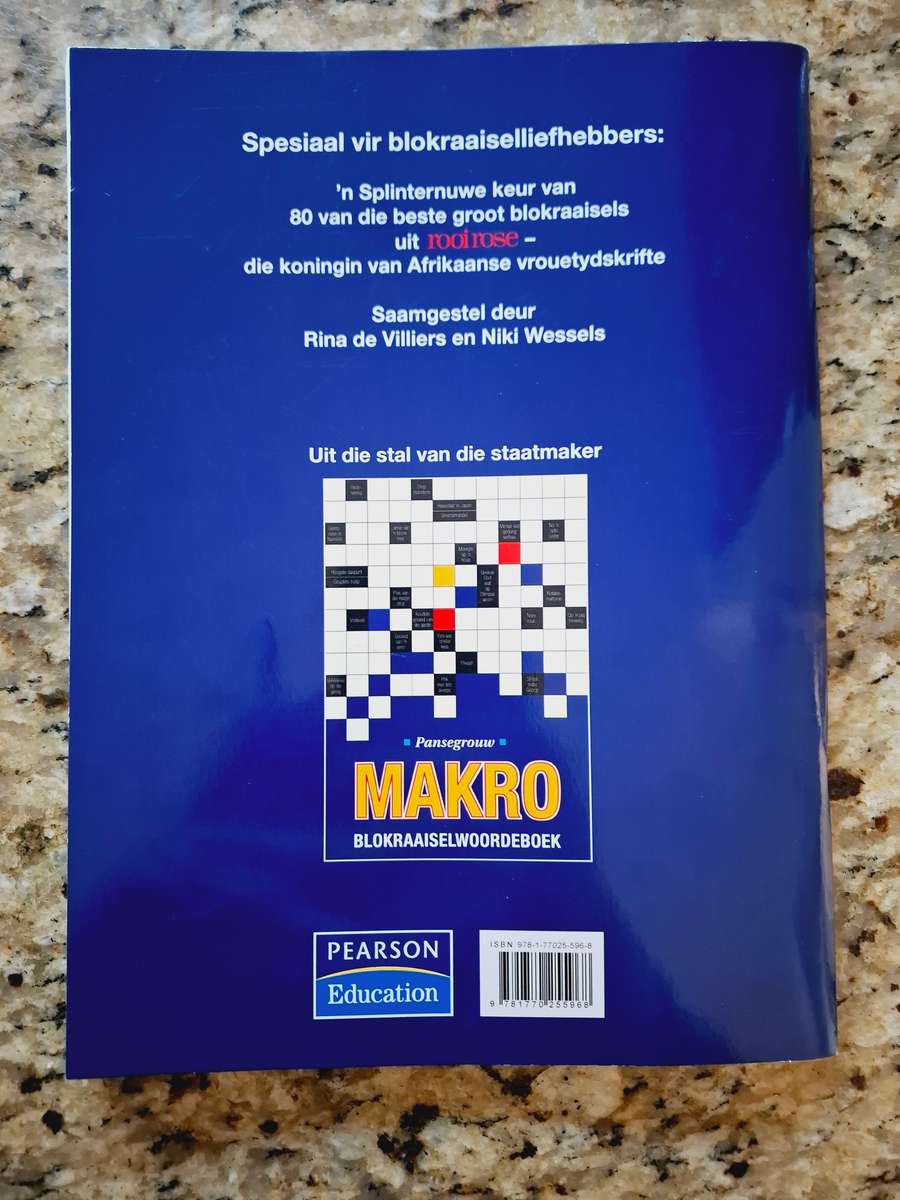 Spesiaal vir blokraaiselliefhebbers:
'n Splinternuwe keur van
80 van die beste groot blokraaisels
uit rooi rose –
die koningin van Afrikaanse vrouetydskrifte
Saamgestel deur
Rina de Villiers en Niki Wessels
Uit die stal van die staatmaker
Pansegrouw
MAKRO
BLOKRAAISELWOORDEBOEK
PEARSON
Education
ISBN 978-1-77025-596-8
9 781770 255968